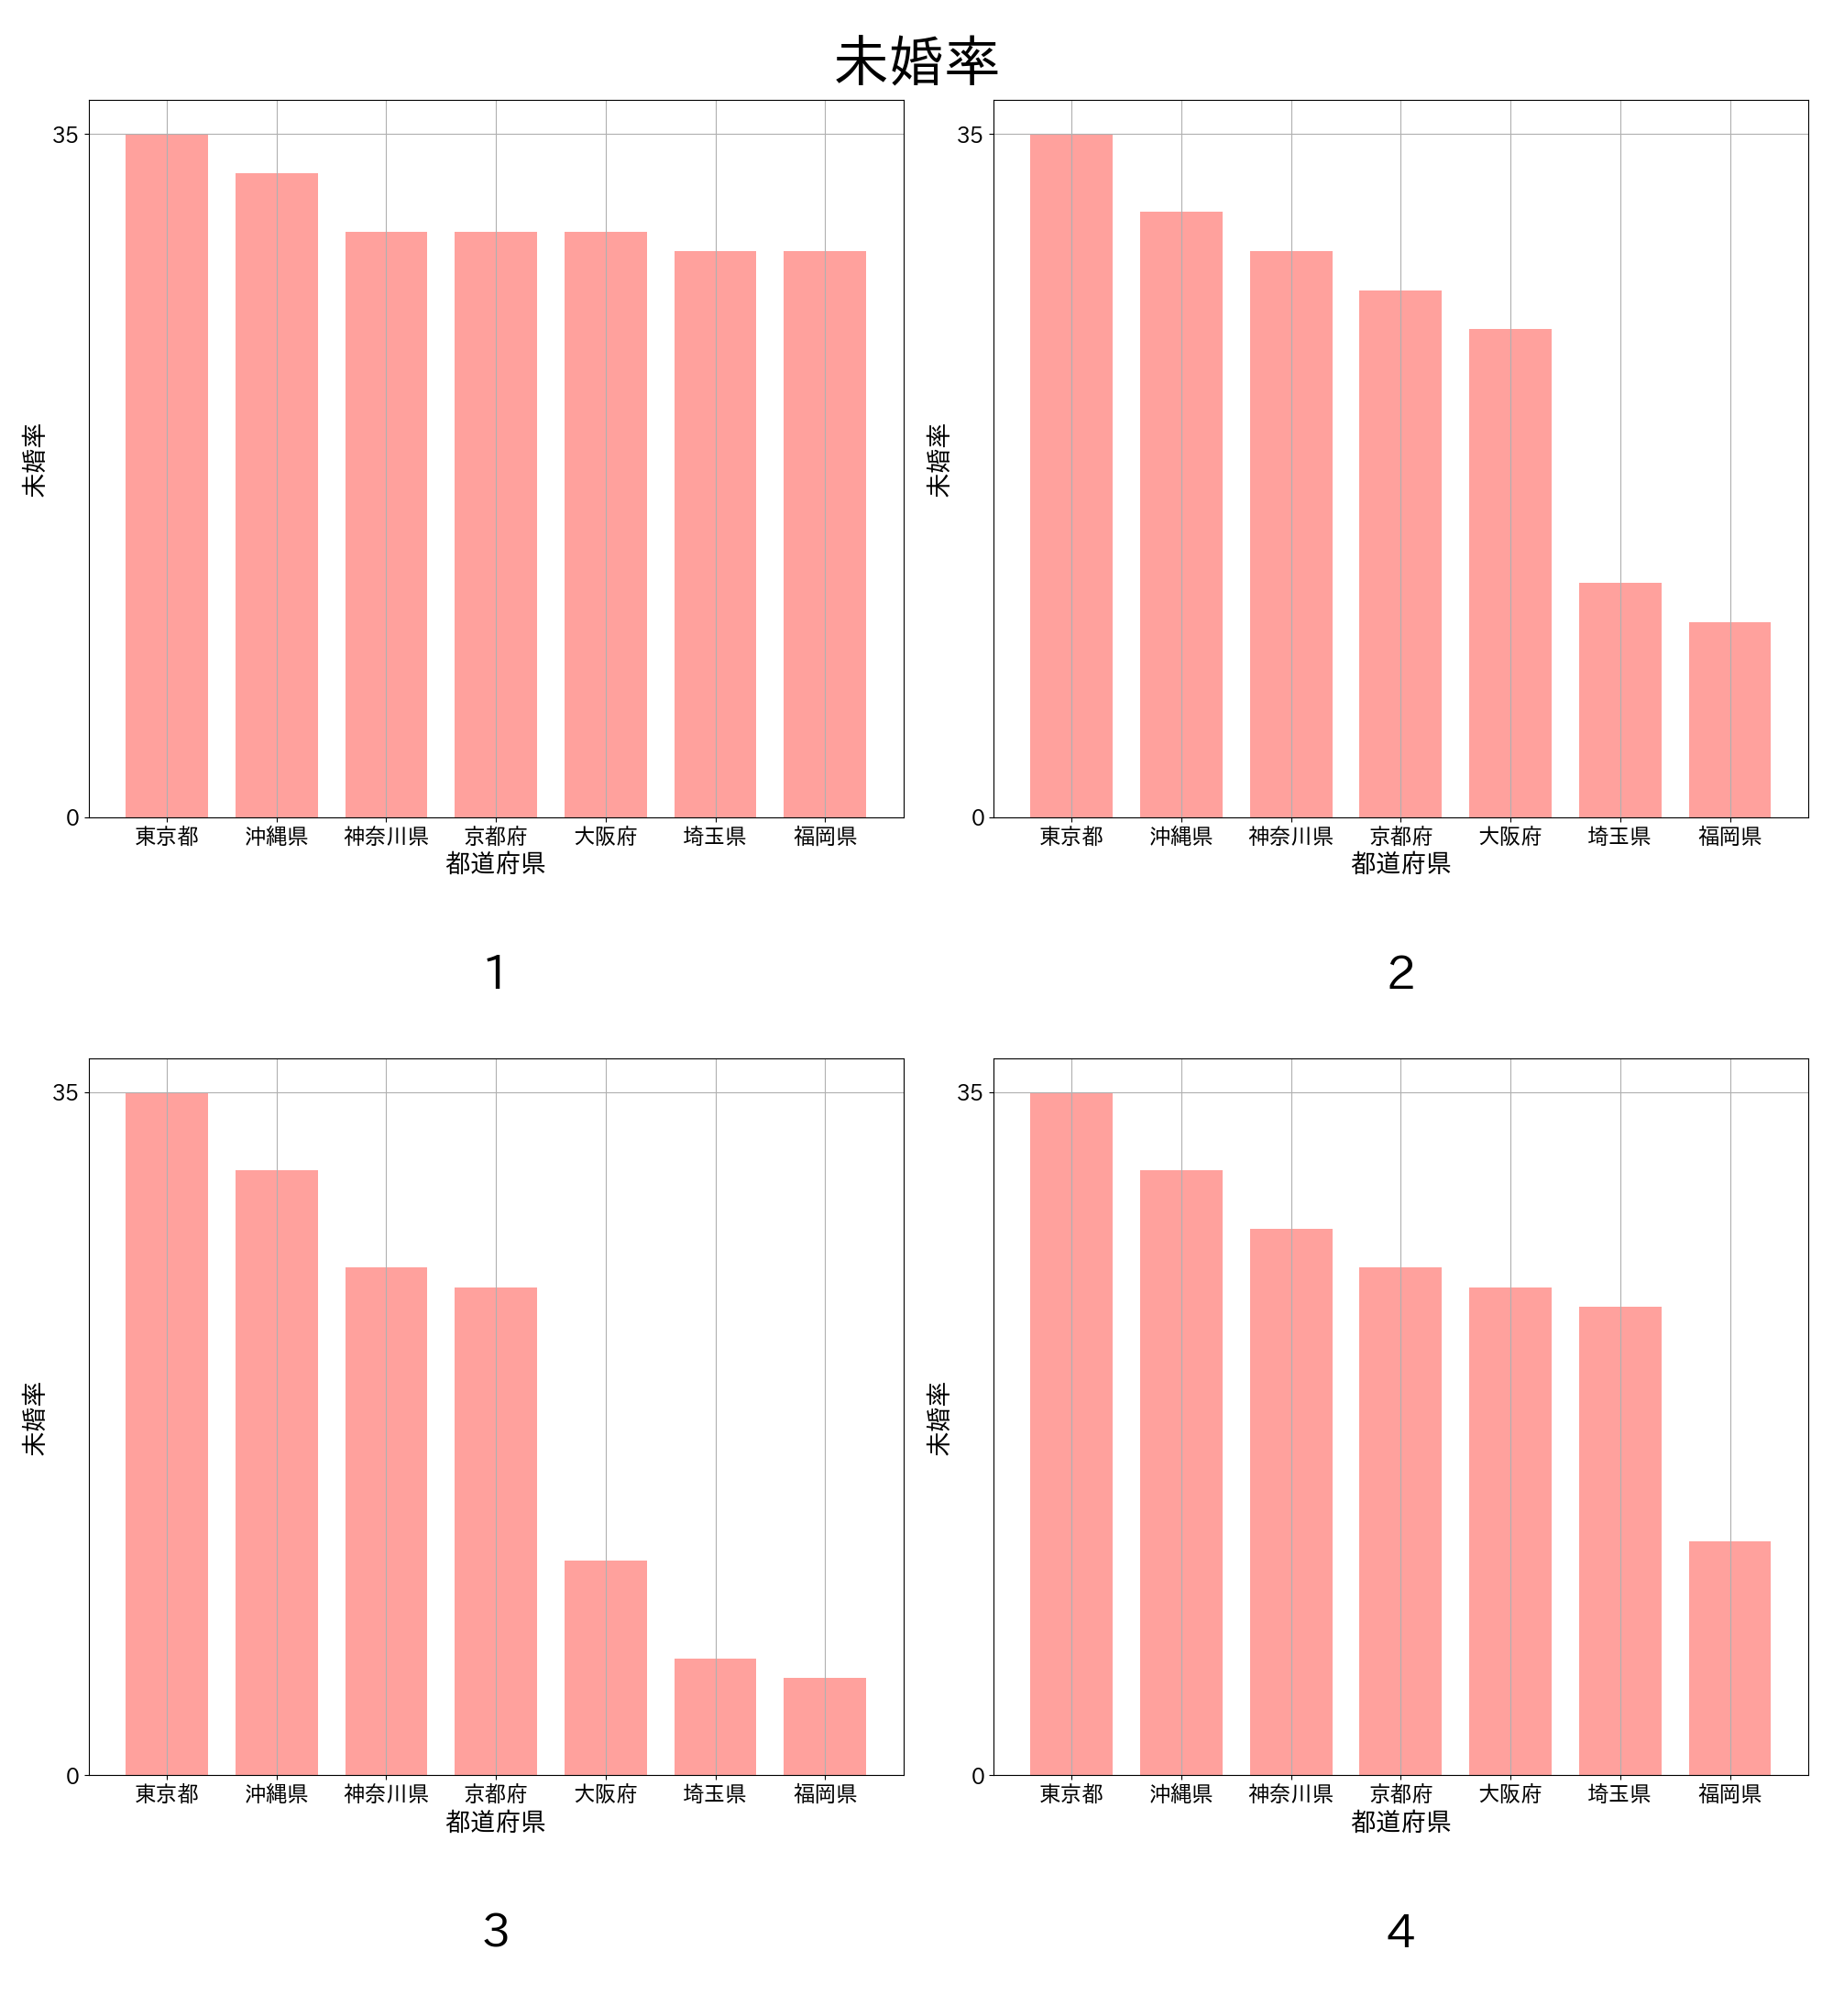 未婚率
35
0
未婚率
東京都 沖縄県 神奈川県 京都府 大阪府 埼玉県 福岡県
都道府県
1
35
0
未婚率
東京都 沖縄県 神奈川県 京都府 大阪府 埼玉県 福岡県
都道府県
2
35
0
未婚率
東京都 沖縄県 神奈川県 京都府 大阪府 埼玉県 福岡県
都道府県
3
35
0
未婚率
東京都 沖縄県 神奈川県 京都府 大阪府 埼玉県 福岡県
都道府県
4